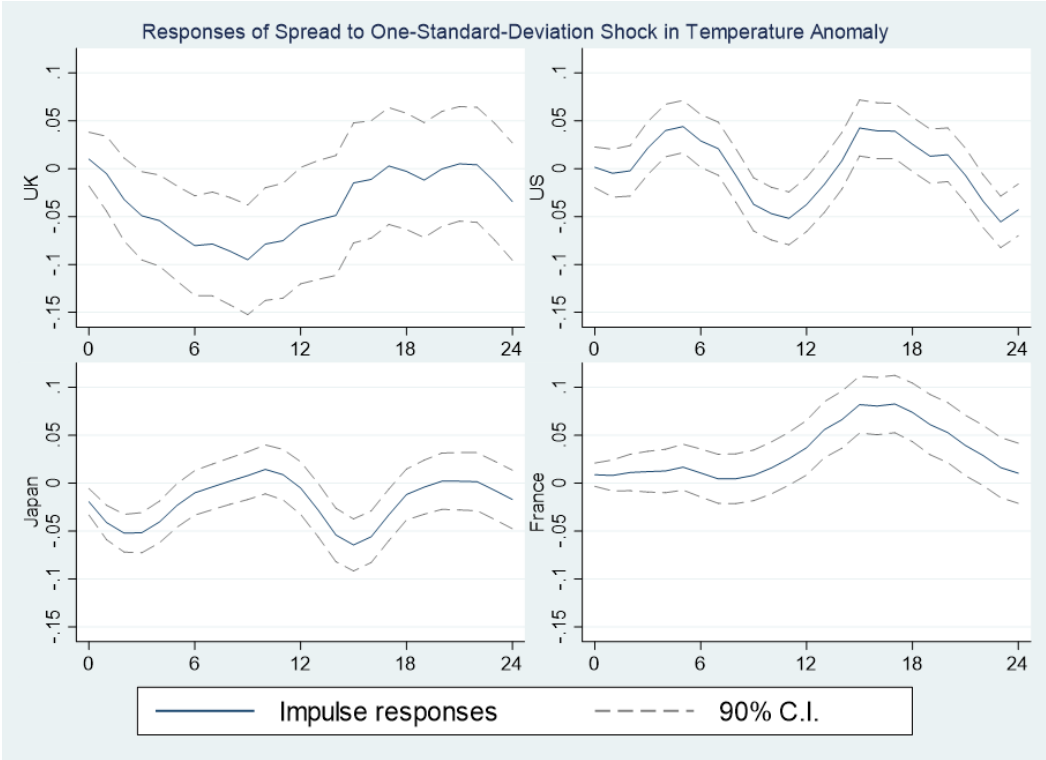 Responses of Spread to One-Standard-Deviation Shock in Temperature Anomaly
UK
.1
.05
0
-.05
-.1
-.15
0 6 12 18 24
US
.1
.05
0
-.05
-.1
-.15
0 6 12 18 24
Japan
.1
.05
0
-.05
-.1
-.15
0 6 12 18 24
France
.1
.05
0
-.05
-.1
-.15
0 6 12 18 24
Impulse responses 90% C.I.